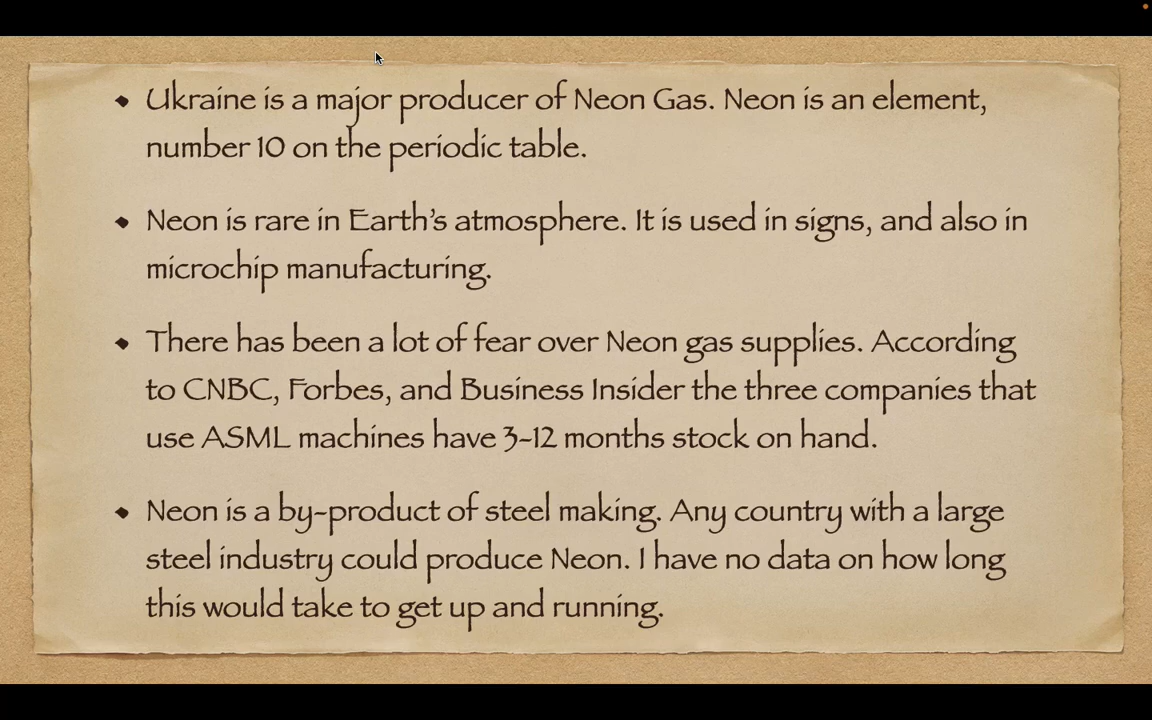 • Ukraine is a major producer of Neon Gas. Neon is an element,
number 10 on the periodic table.
• Neon is rare in Earth's atmosphere. It is used in signs, and also in
microchip manufacturing.
• There has been a lot of fear over Neon gas supplies. According
to CNBC, Forbes, and Business Insider the three companies that
use ASML machines have 3-12 months stock on hand.
• Neon is a by-product of steel making. Any country with a large
steel industry could produce Neon. I have no data on how long
this would take to get up and running.